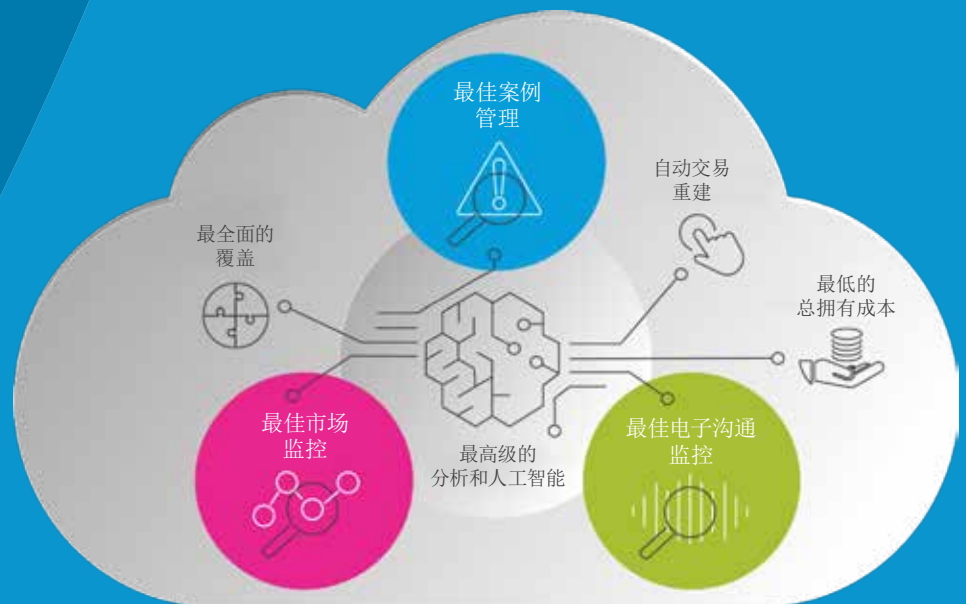 最佳案例
管理
自动交易
重建
最全面的
覆盖
最低的
总拥有成本
最佳市场
监控
最高级的
分析和人工智能
最佳电子沟通
监控